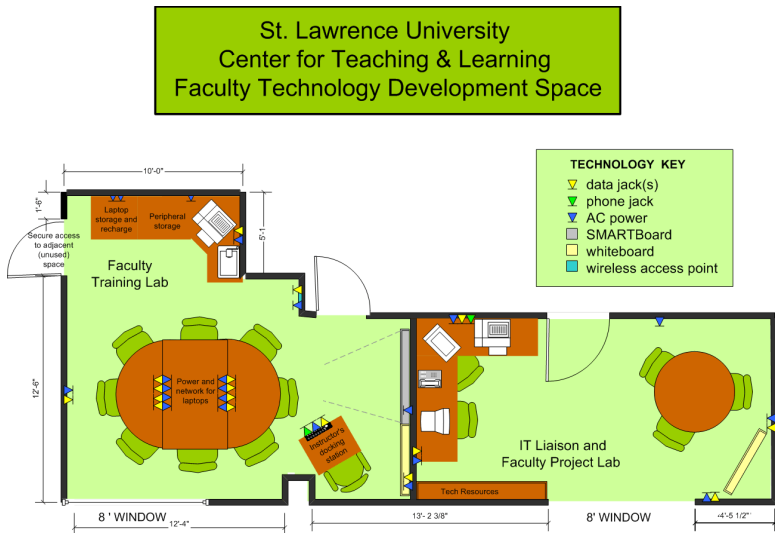 St. Lawrence University
Center for Teaching & Learning
Faculty Technology Development Space
TECHNOLOGY KEY
data jack(s)
phone jack
AC power
SMARTBoard
whiteboard
wireless access point
10'-0"
1'-6"
5'-1
12'-6"
Secure access
to adjacent
(unused)
space
Laptop
storage and
recharge
Peripheral
storage
Faculty
Training Lab
Power and
network for
laptops
Instructor's
docking
station
IT Liaison and
Faculty Project Lab
Tech Resources
8 ' WINDOW
12'-4"
13'- 2 3/8"
8' WINDOW
4'-5 1/2"